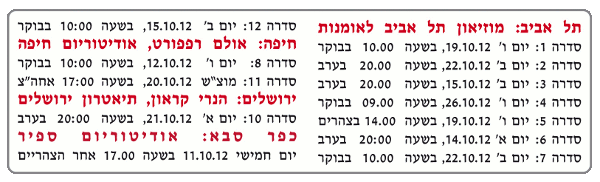 תל אביב: מוזיאון תל אביב לאומנות
סדרה 1: יום ו' 19.10.12, בשעה 10.00 בבוקר
סדרה 2: יום ב' 22.10.12, בשעה 20.00 בערב
סדרה 3: יום ב' 15.10.12, בשעה 20.00 בערב
סדרה 4: יום ו' 26.10.12, בשעה 09.00 בבוקר
סדרה 5: יום ו' 19.10.12, בשעה 14.00 בצהרים
סדרה 6: יום א' 14.10.12, בשעה 20:00 בערב
סדרה 7: יום ב' 22.10.12, בשעה 10.00 בבוקר
סדרה 12: יום ב' 15.10.12, בשעה 10:00 בבוקר
חיפה: אולם רפפורט, אודיטוריום חיפה
סדרה 8: יום ו' 12.10.12, בשעה 10:00 בבוקר
סדרה 11: מוצ"ש 20.10.12, בשעה 17:00 אחה"צ
ירושלים: הנרי קראון, תיאטרון ירושלים
סדרה 10: יום א' 21.10.12, בשעה 20:00 בערב
כפר סבא: אודיטוריום ספיר
יום חמישי 11.10.12 בשעה 17.00 אחר הצהריים